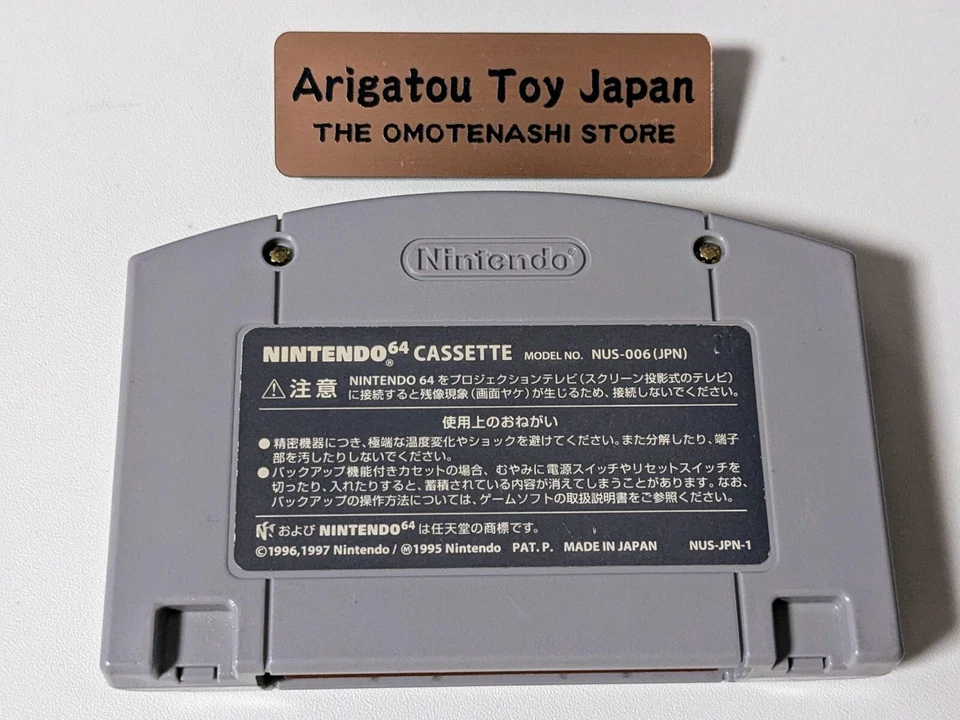 Arigatou Toy Japan
THE OMOTENASHI STORE
Nintendo®
NINTENDO®64 CASSETTE MODEL NO. NUS-006(JPN)
⚠注意 NINTENDO 64 をプロジェクションテレビ(スクリーン投影式のテレビ)
に接続すると残像現象(画面ヤケ)が生じるため、接続しないでください。
使用上のおねがい
●精密機器につき、極端な温度変化やショックを避けてください。また分解したり、端子
部を汚したりしないでください。
●バックアップ機能付きカセットの場合、むやみに電源スイッチやリセットスイッチを
切ったり、入れたりすると、蓄積されている内容が消えてしまうことがあります。なお、
バックアップの操作方法については、ゲームソフトの取扱説明書をご参照ください。
および NINTENDO64 は任天堂の商標です。
©1996,1997 Nintendo / Ⓜ1995 Nintendo PAT. P. MADE IN JAPAN NUS-JPN-1